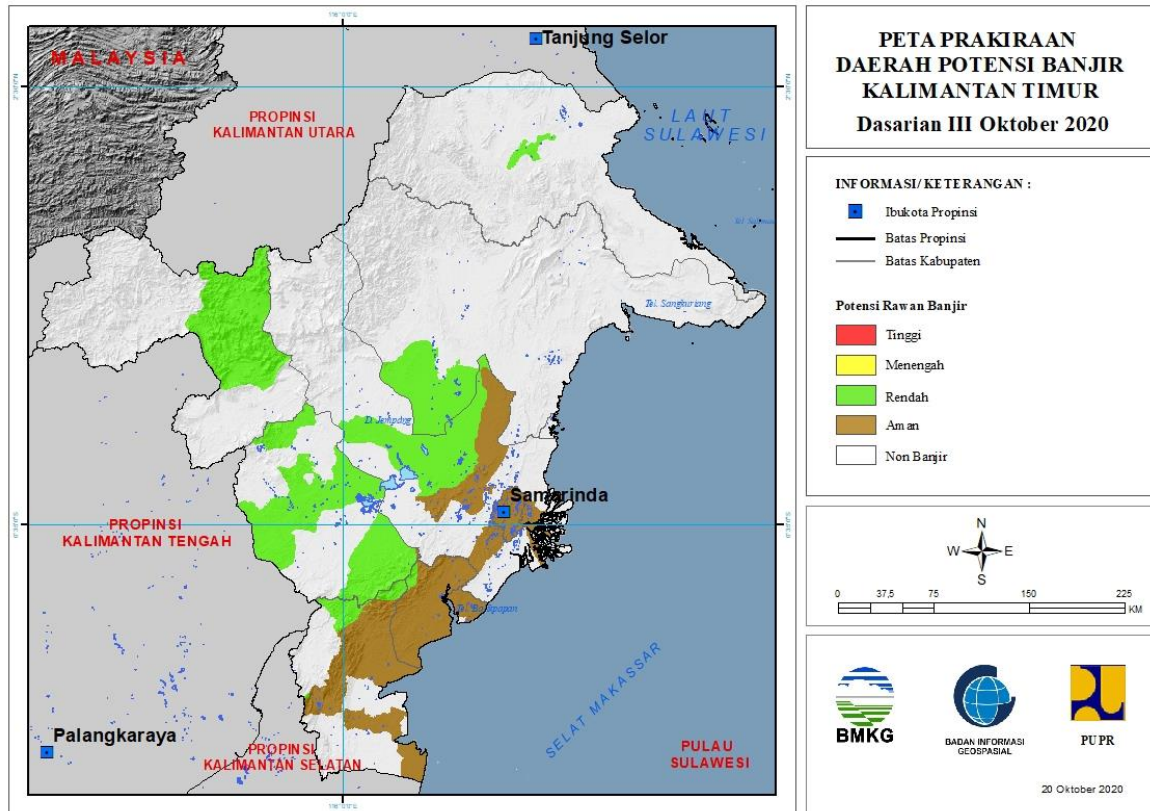 PETA PRAKIRAAN
DAERAH POTENSI BANJIR
KALIMANTAN TIMUR
Dasarian III Oktober 2020
INFORMASI/ KETERANGAN :
Ibukota Propinsi
Batas Propinsi
Batas Kabupaten
Potensi Rawan Banjir
Tinggi
Menengah
Rendah
Aman
Non Banjir
N
W E
S
0 37,5 75 150 225
KM
BMKG
BADAN INFORMASI
GEOSPASIAL
PUPR
20 Oktober 2020
MALAYSIA
Tanjung Selor
PROPINSI
KALIMANTAN UTARA
LAUT
SULAWESI
Tel. Sangkuriang
D. Jempang
Samarinda
PROPINSI
KALIMANTAN TENGAH
SELAT MAKASSAR
Palangkaraya
PROPINSI
KALIMANTAN SELATAN
PULAU
SULAWESI